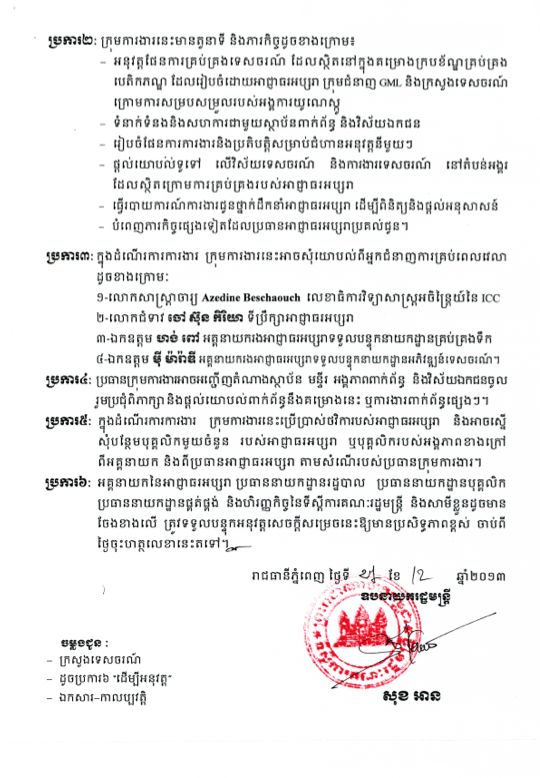 ប្រការ២: ក្រុមការងារនេះមានតួនាទី និងភារកិច្ចដូចខាងក្រោម៖
– អនុវត្តផែនការគ្រប់គ្រងទេសចរណ៍ ដែលស្ថិតនៅក្នុងគម្រោងក្របខ័ណ្ឌគ្រប់គ្រង
បេតិកភណ្ឌ ដែលរៀបចំដោយអាជ្ញាធរអប្សរា ក្រុមជំនាញ GML និងក្រសួងទេសចរណ៍
ក្រោមការសម្របសម្រួលរបស់អង្គការយូណេស្កូ
– ទំនាក់ទំនងនិងសហការជាមួយស្ថាប័នពាក់ព័ន្ធ និងវិស័យឯកជន
– រៀបចំផែនការការងារនិងប្រតិបត្តិសម្រាប់ជំហានអនុវត្តនីមួយៗ
– ផ្តល់យោបល់ទូទៅ លើវិស័យទេសចរណ៍ និងការងារទេសចរណ៍ នៅតំបន់អង្គរ
ដែលស្ថិតក្រោមការគ្រប់គ្រងរបស់អាជ្ញាធរអប្សរា
– ធ្វើរបាយការណ៍ការងារជូនថ្នាក់ដឹកនាំអាជ្ញាធរអប្សរា ដើម្បីពិនិត្យនិងផ្តល់អនុសាសន៍
– បំពេញភារកិច្ចផ្សេងទៀតដែលប្រធានអាជ្ញាធរអប្សរាប្រគល់ជូន។
ប្រការ៣: ក្នុងដំណើរការការងារ ក្រុមការងារនេះអាចសុំយោបល់ពីអ្នកជំនាញការគ្រប់ពេលវេលា
ដូចខាងក្រោម:
១-លោកសាស្ត្រាចារ្យ Azedine Beschaouch លេខាធិការវិទ្យាសាស្ត្រអចិន្ត្រៃយ៍នៃ ICC
២-លោកជំទាវ ចៅ ស៊ុន កិរិយា ទីប្រឹក្សាអាជ្ញាធរអប្សរា
៣-ឯកឧត្តម ហង់ ពៅ អគ្គនាយករងអាជ្ញាធរអប្សរាទទួលបន្ទុកនាយកដ្ឋានគ្រប់គ្រងទឹក
៤-ឯកឧត្តម ម៉ី ម៉ារ៉ាឌី អគ្គនាយករងអាជ្ញាធរអប្សរាទទួលបន្ទុកនាយកដ្ឋានអភិវឌ្ឍន៍ទេសចរណ៍។
ប្រការ៤: ប្រធានក្រុមការងារអាចអញ្ជើញតំណាងស្ថាប័ន មន្ទីរ អង្គភាពពាក់ព័ន្ធ និងវិស័យឯកជនចូល
រួមប្រជុំពិភាក្សានិងផ្តល់យោបល់ពាក់ព័ន្ធនឹងគម្រោងនេះ ឬការងារពាក់ព័ន្ធផ្សេងៗ។
ប្រការ៥: ក្នុងដំណើរការការងារ ក្រុមការងារនេះប្រើប្រាស់ថវិការបស់អាជ្ញាធរអប្សរា និងអាចស្នើ
សុំបន្ថែមបុគ្គលិកមួយចំនួន របស់អាជ្ញាធរអប្សរា ឬបុគ្គលិករបស់អង្គភាពខាងក្រៅ
ពីអគ្គនាយក និងពីប្រធានអាជ្ញាធរអប្សរា តាមសំណើរបស់ប្រធានក្រុមការងារ។
ប្រការ៦: អគ្គនាយកនៃអាជ្ញាធរអប្សរា ប្រធាននាយកដ្ឋានរដ្ឋបាល ប្រធាននាយកដ្ឋានបុគ្គលិក
ប្រធាននាយកដ្ឋានផ្គត់ផ្គង់ និងហិរញ្ញកិច្ចនៃទីស្តីការគណៈរដ្ឋមន្ត្រី និងសាមីខ្លួនដូចមាន
ចែងខាងលើ ត្រូវទទួលបន្ទុកអនុវត្តសេចក្តីសម្រេចនេះឱ្យមានប្រសិទ្ធភាពខ្ពស់ ចាប់ពី
ថ្ងៃចុះហត្ថលេខានេះតទៅ។
រាជធានីភ្នំពេញ ថ្ងៃទី ខែ 12 ឆ្នាំ២០១៣
ឧបនាយករដ្ឋមន្ត្រី
សុខ អាន
ចម្លងជូន :
– ក្រសួងទេសចរណ៍
– ដូចប្រការ៦ "ដើម្បីអនុវត្ត"
– ឯកសារ-កាលប្បវត្តិ